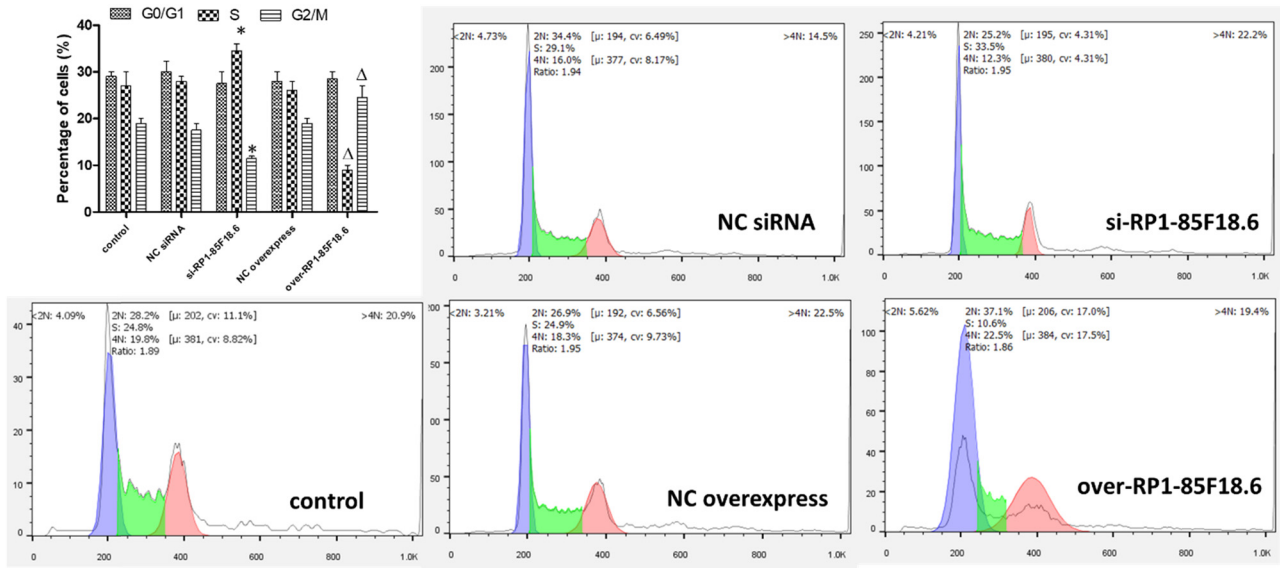 G0/G1 S G2/M
Percentage of cells (%)
40
30
20
10
0
*
*
Δ
Δ
control
NC siRNA
si-RP1-85F18.6
NC overexpress
over-RP1-85F18.6
<2N: 4.73% 2N: 34.4% [μ: 194, cv: 6.49%] >4N: 14.5%
S: 29.1%
4N: 16.0% [μ: 377, cv: 8.17%]
Ratio: 1.94
200
150
100
50
0
NC siRNA
0 200 400 600 800 1.0K
<2N: 4.21% 2N: 25.2% [μ: 195, cv: 4.31%] >4N: 22.2%
S: 33.5%
4N: 12.3% [μ: 380, cv: 4.31%]
Ratio: 1.95
250
200
150
100
50
0
si-RP1-85F18.6
0 200 400 600 800 1.0K
<2N: 4.09% 2N: 28.2% [μ: 202, cv: 11.1%] >4N: 20.9%
S: 24.8%
4N: 19.8% [μ: 381, cv: 8.82%]
Ratio: 1.89
40
30
20
10
0
control
0 200 400 600 800 1.0K
<2N: 3.21% 2N: 26.9% [μ: 192, cv: 6.56%] >4N: 22.5%
S: 24.9%
4N: 18.3% [μ: 374, cv: 9.73%]
Ratio: 1.95
00
50
00
50
0
NC overexpress
0 200 400 600 800 1.0K
<2N: 5.62% 2N: 37.1% [μ: 206, cv: 17.0%] >4N: 19.4%
S: 10.6%
4N: 22.5% [μ: 384, cv: 17.5%]
Ratio: 1.86
100
80
60
40
20
0
over-RP1-85F18.6
0 200 400 600 800 1.0K